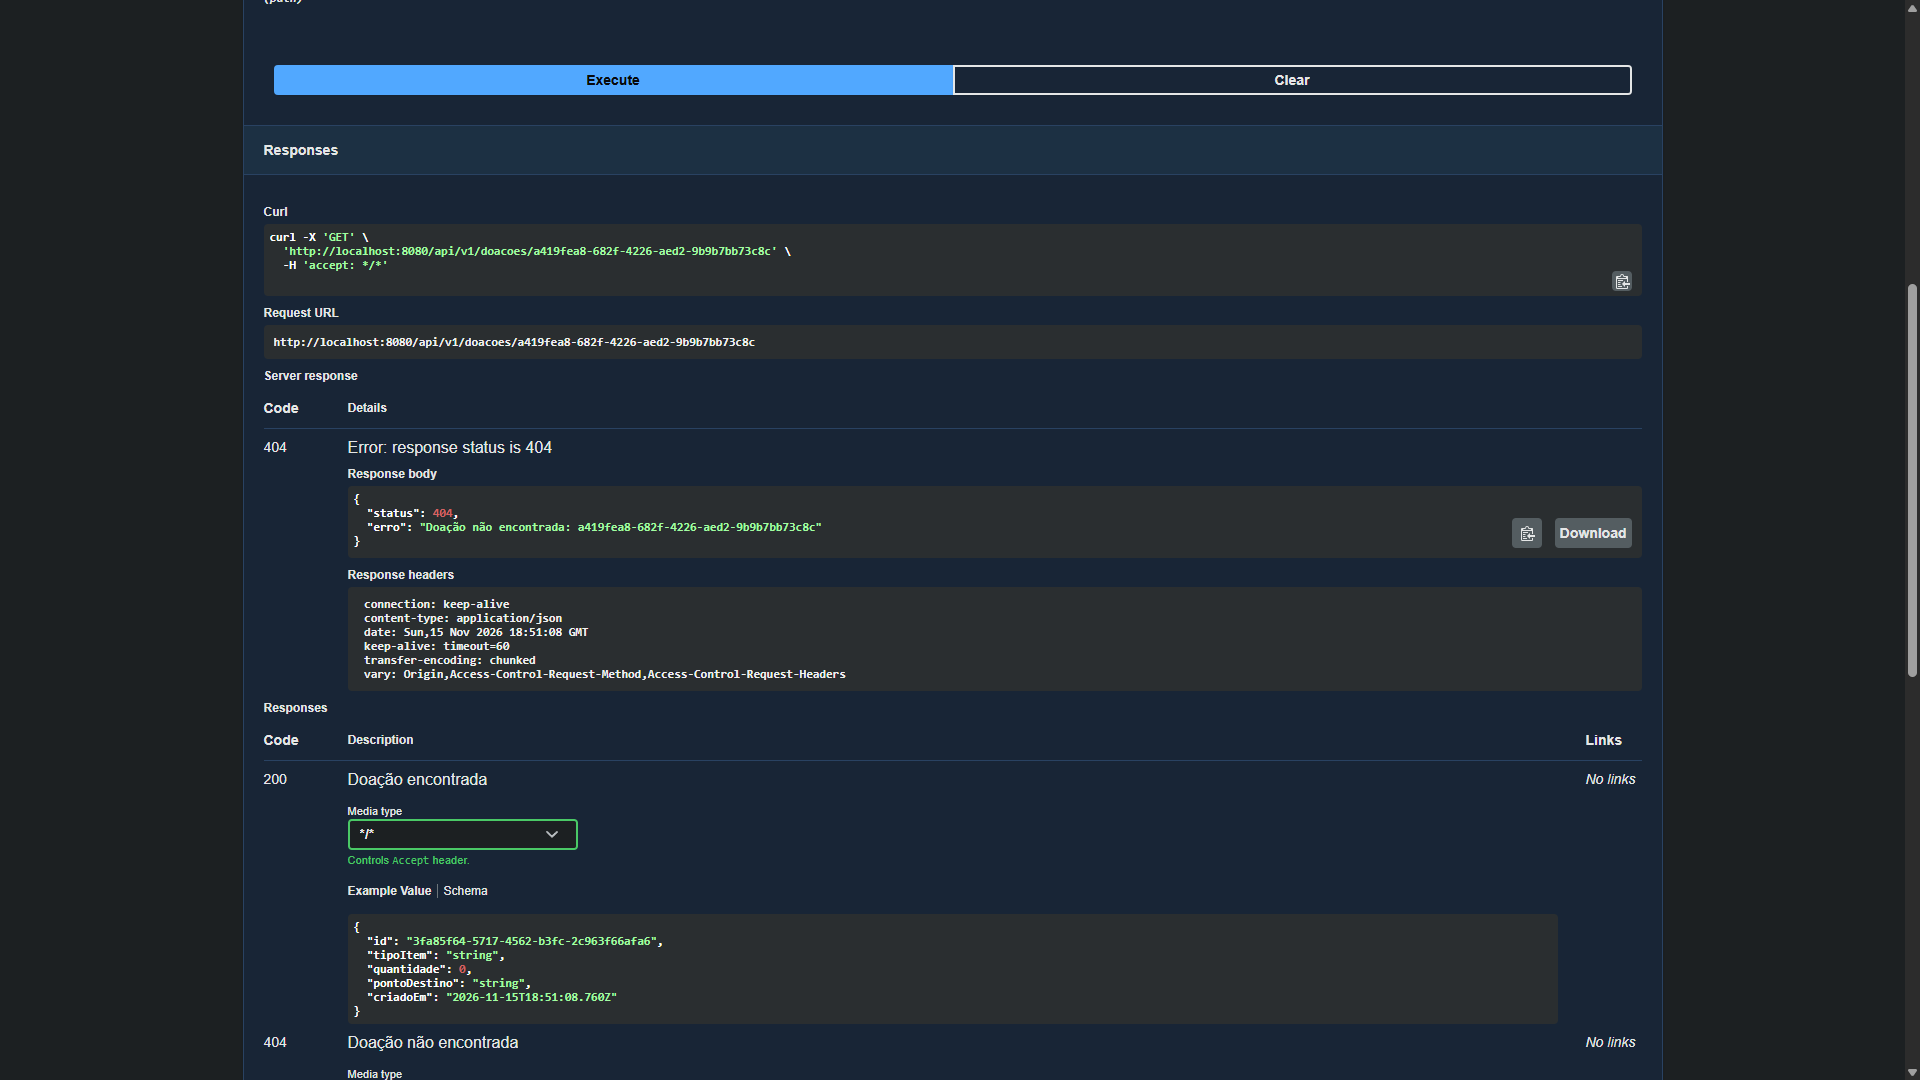 Execute
Clear
Responses
Curl
curl -X 'GET' \
'http://localhost:8080/api/v1/doacoes/a419fea8-682f-4226-aed2-9b9b7bb73c8c' \
-H 'accept: */*'
Request URL
http://localhost:8080/api/v1/doacoes/a419fea8-682f-4226-aed2-9b9b7bb73c8c
Server response
Code Details
404 Error: response status is 404
Response body
{
"status": 404,
"erro": "Doação não encontrada: a419fea8-682f-4226-aed2-9b9b7bb73c8c"
}
Download
Response headers
connection: keep-alive
content-type: application/json
date: Sun,15 Nov 2026 18:51:08 GMT
keep-alive: timeout=60
transfer-encoding: chunked
vary: Origin,Access-Control-Request-Method,Access-Control-Request-Headers
Responses
Code Description Links
200 Doação encontrada No links
Media type
*/*
Controls Accept header.
Example Value Schema
{
"id": "3fa85f64-5717-4562-b3fc-2c963f66afa6",
"tipoItem": "string",
"quantidade": 0,
"pontoDestino": "string",
"criadoEm": "2026-11-15T18:51:08.760Z"
}
404 Doação não encontrada No links
Media type